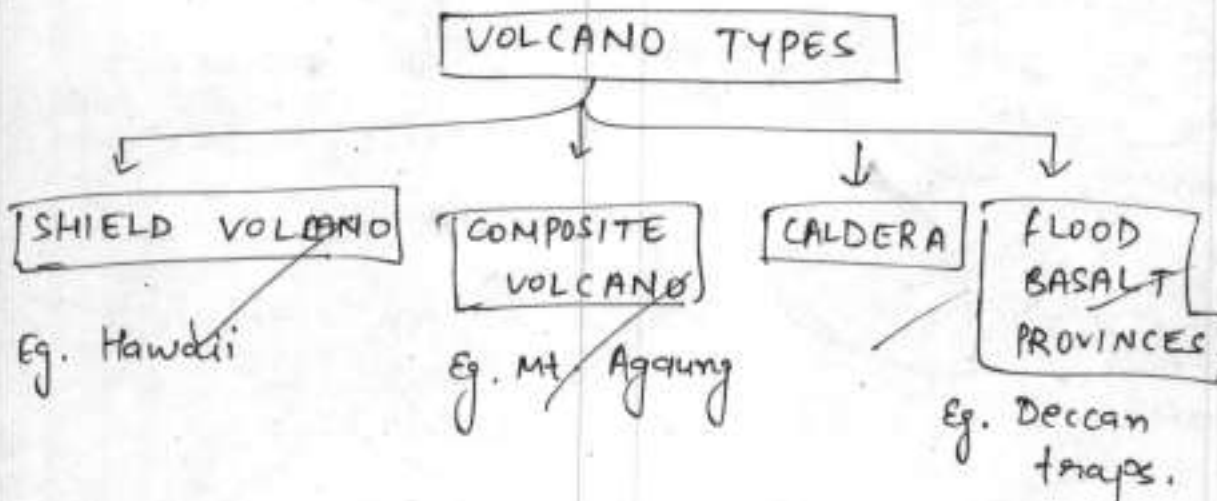 VOLCANO TYPES
SHIELD VOLCANO
Eg. Hawaii
COMPOSITE
VOLCANO
Eg. Mt. Agaung
CALDERA
FLOOD
BASALT
PROVINCES
Eg. Deccan
traps.